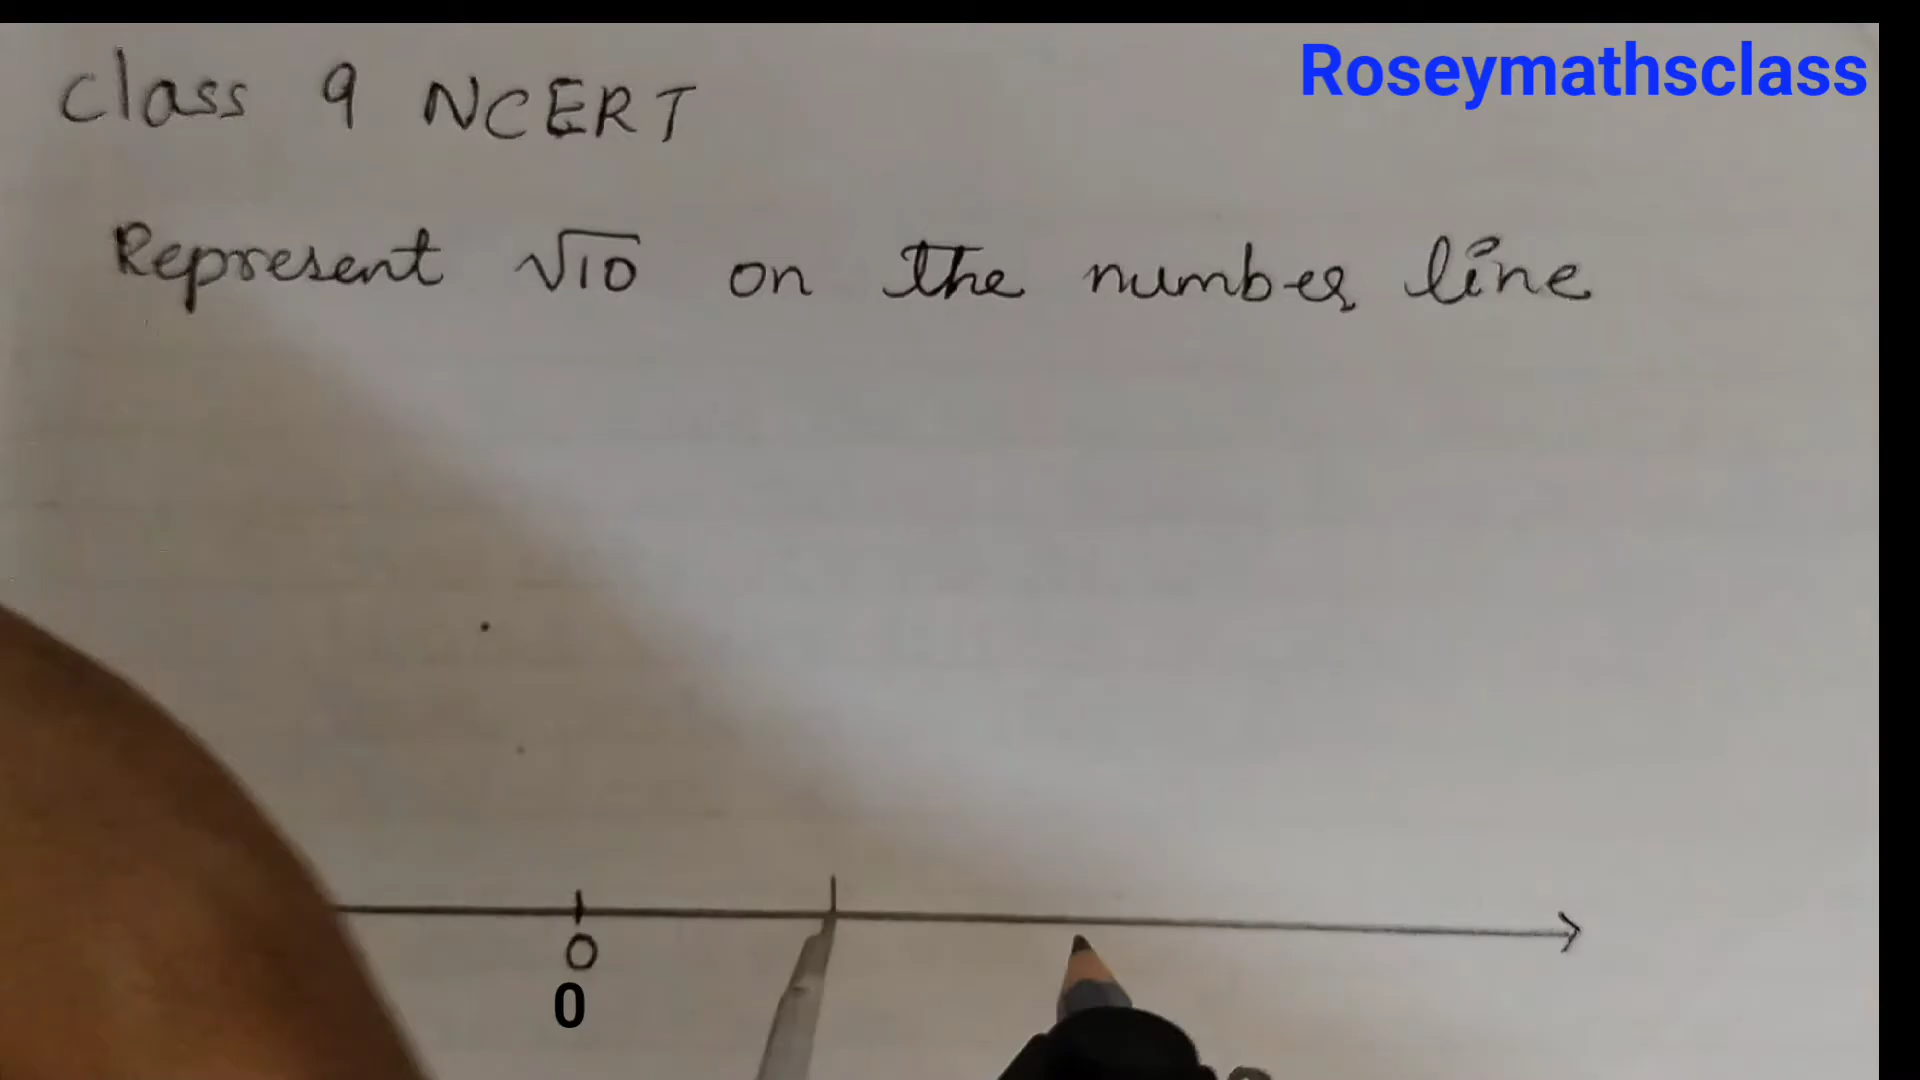 Roseymathsclass
Class 9 NCERT
Represent √10 on the number line
0
0